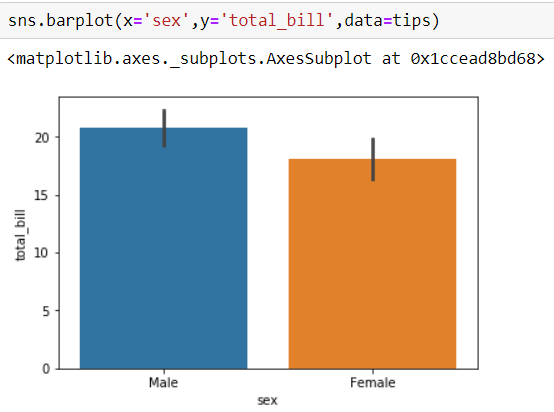 sns.barplot(x='sex',y='total_bill',data=tips)
<matplotlib.axes._subplots.AxesSubplot at 0x1ccead8bd68>
20
15
10
5
0
total_bill
Male Female
sex